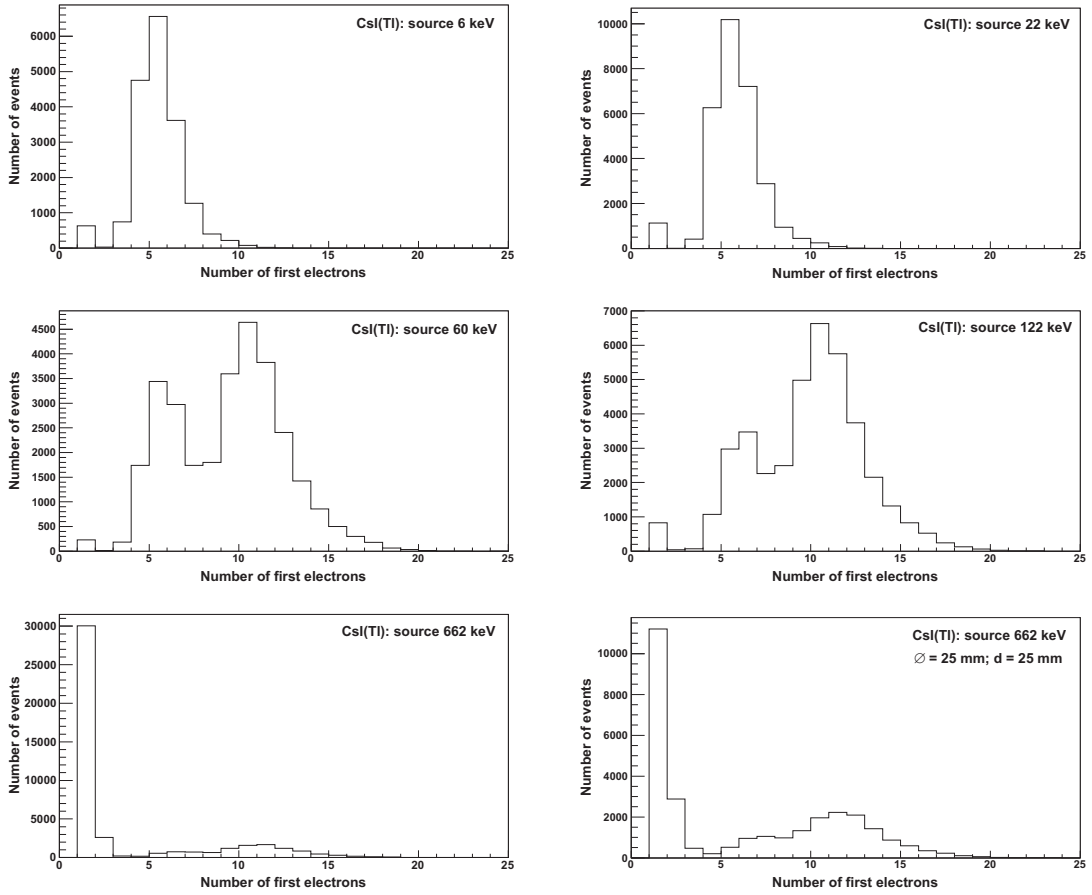 CsI(Tl): source 6 keV
Number of events
6000
4000
2000
0
0 5 10 15 20 25
Number of first electrons
CsI(Tl): source 22 keV
Number of events
10000
8000
6000
4000
2000
0
0 5 10 15 20 25
Number of first electrons
CsI(Tl): source 60 keV
Number of events
4500
4000
3500
3000
2500
2000
1500
1000
500
0
0 5 10 15 20 25
Number of first electrons
CsI(Tl): source 122 keV
Number of events
7000
6000
5000
4000
3000
2000
1000
0
0 5 10 15 20 25
Number of first electrons
CsI(Tl): source 662 keV
Number of events
30000
25000
20000
15000
10000
5000
0
0 5 10 15 20 25
Number of first electrons
CsI(Tl): source 662 keV
∅ = 25 mm; d = 25 mm
Number of events
10000
8000
6000
4000
2000
0
0 5 10 15 20 25
Number of first electrons